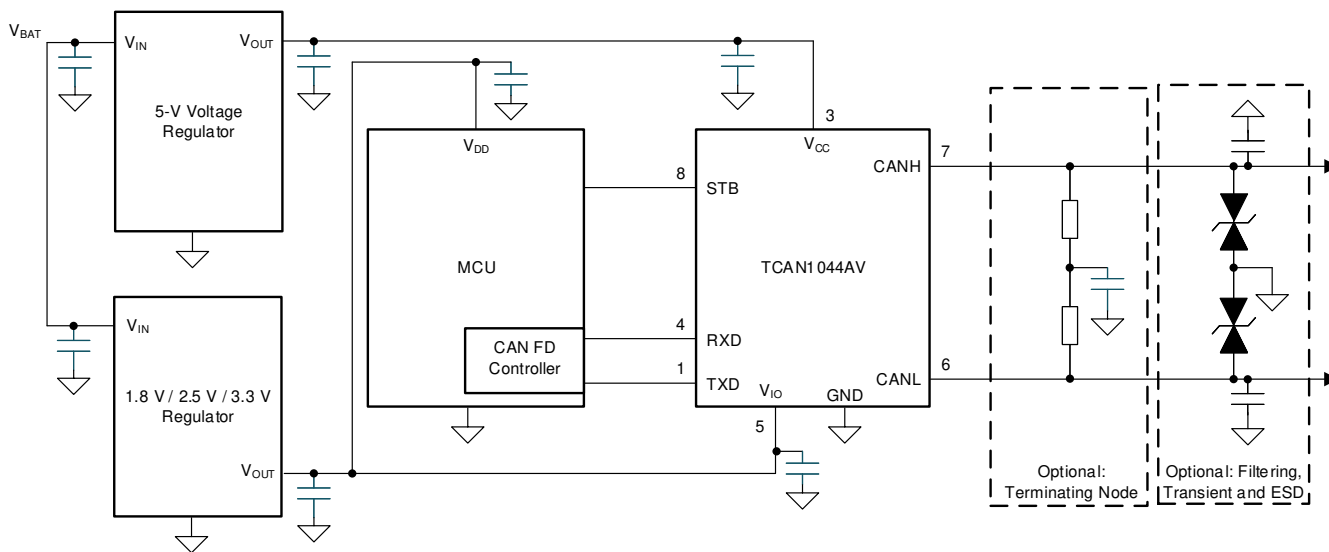 VBAT
VIN
VOUT
5-V Voltage
Regulator
VIN
1.8 V / 2.5 V / 3.3 V
Regulator
VOUT
VDD
MCU
CAN FD
Controller
8
4
1
3
VCC
STB
TCAN1044AV
RXD
TXD
VIO
GND
5
CANH
7
CANL
6
Optional:
Terminating Node
Optional: Filtering,
Transient and ESD